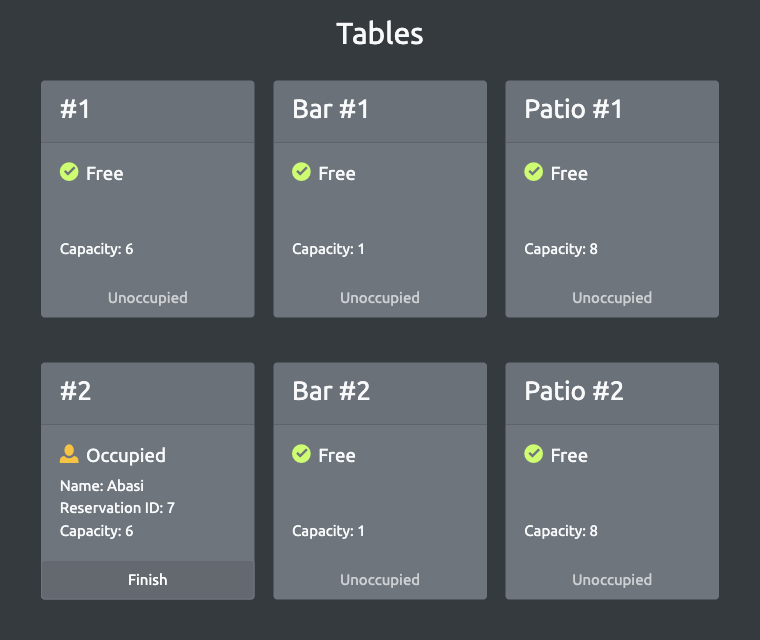 Tables
#1
Free
Capacity: 6
Unoccupied
Bar #1
Free
Capacity: 1
Unoccupied
Patio #1
Free
Capacity: 8
Unoccupied
#2
Occupied
Name: Abasi
Reservation ID: 7
Capacity: 6
Finish
Bar #2
Free
Capacity: 1
Unoccupied
Patio #2
Free
Capacity: 8
Unoccupied